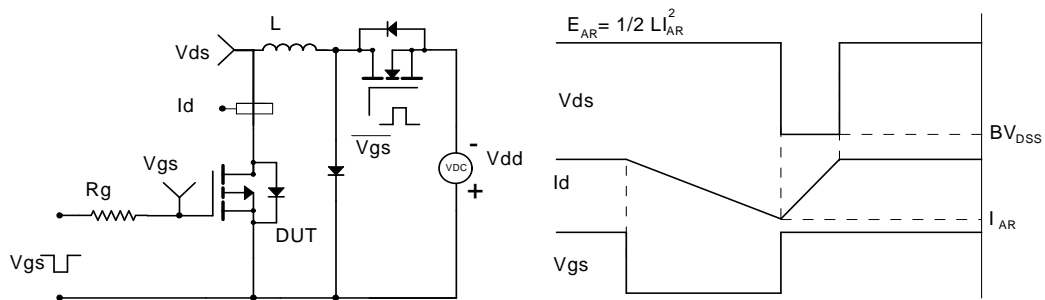 L
Vds
Id
Vgs
Rg
DUT
Vgs
Vgs
VDC
-
+
Vdd
E_AR = 1/2 LI_AR^2
Vds
BV_DSS
Id
I_AR
Vgs